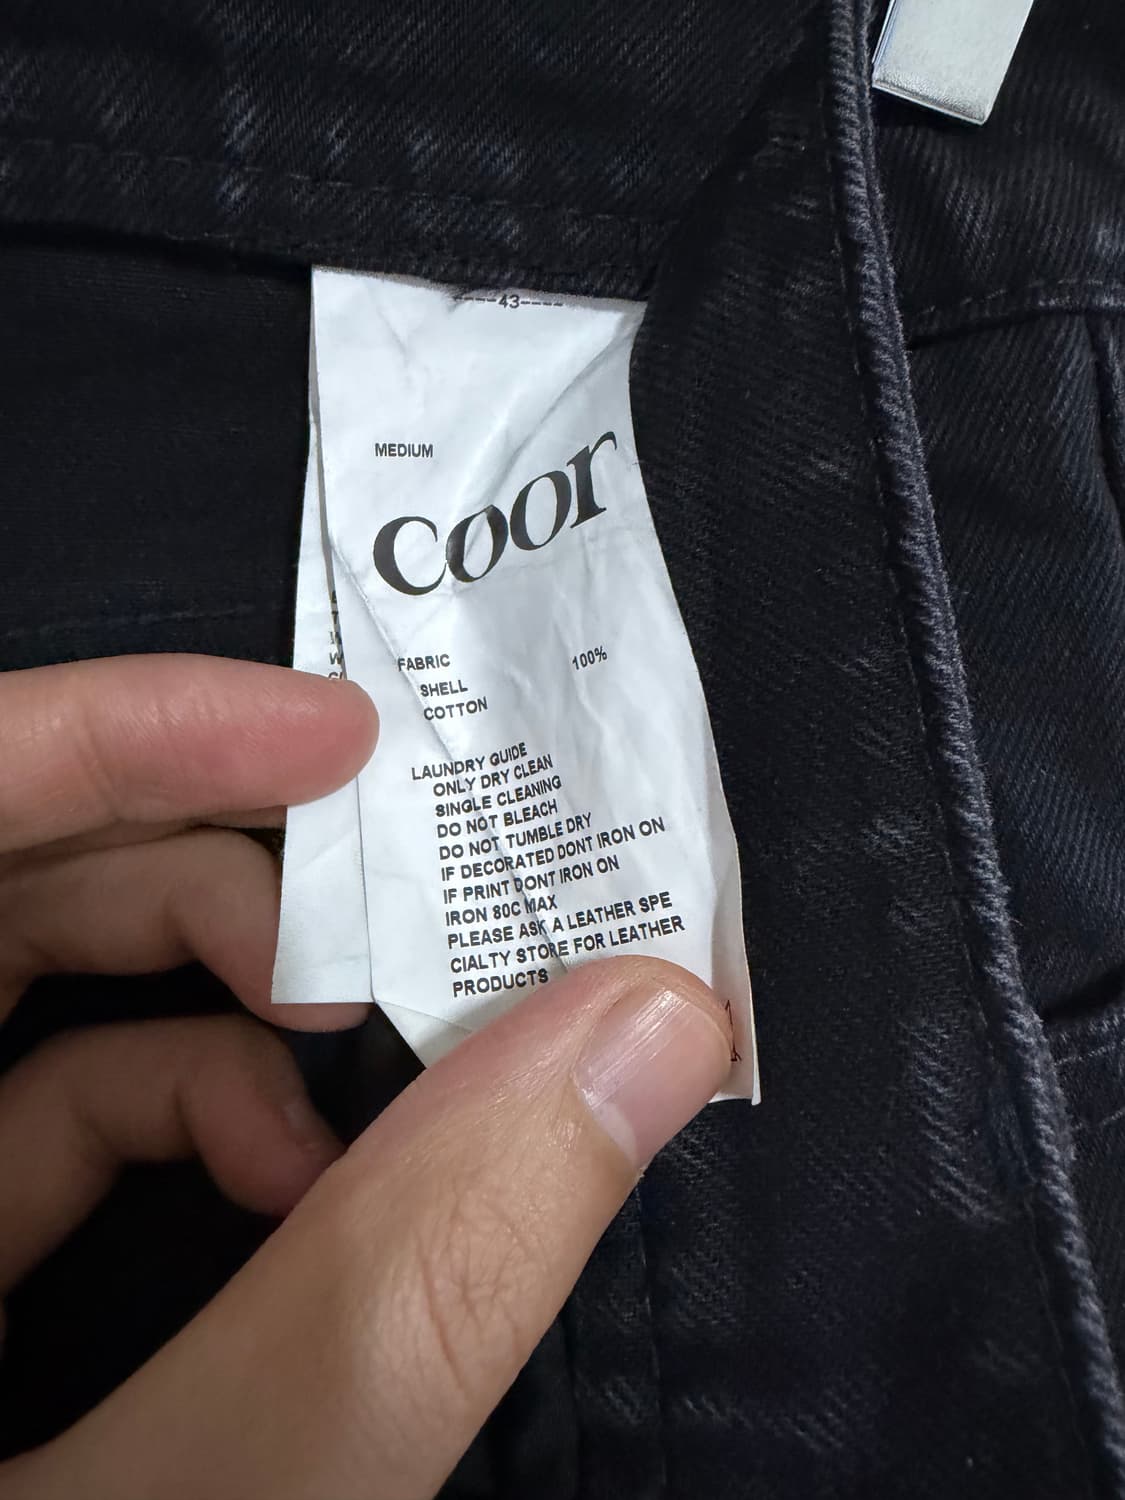 ----43----
MEDIUM
coor
FABRIC
SHELL 100%
COTTON
LAUNDRY GUIDE
ONLY DRY CLEAN
SINGLE CLEANING
DO NOT BLEACH
DO NOT TUMBLE DRY
IF DECORATED DONT IRON ON
IF PRINT DONT IRON ON
IRON 80C MAX
PLEASE ASK A LEATHER SPE
CIALTY STORE FOR LEATHER
PRODUCTS